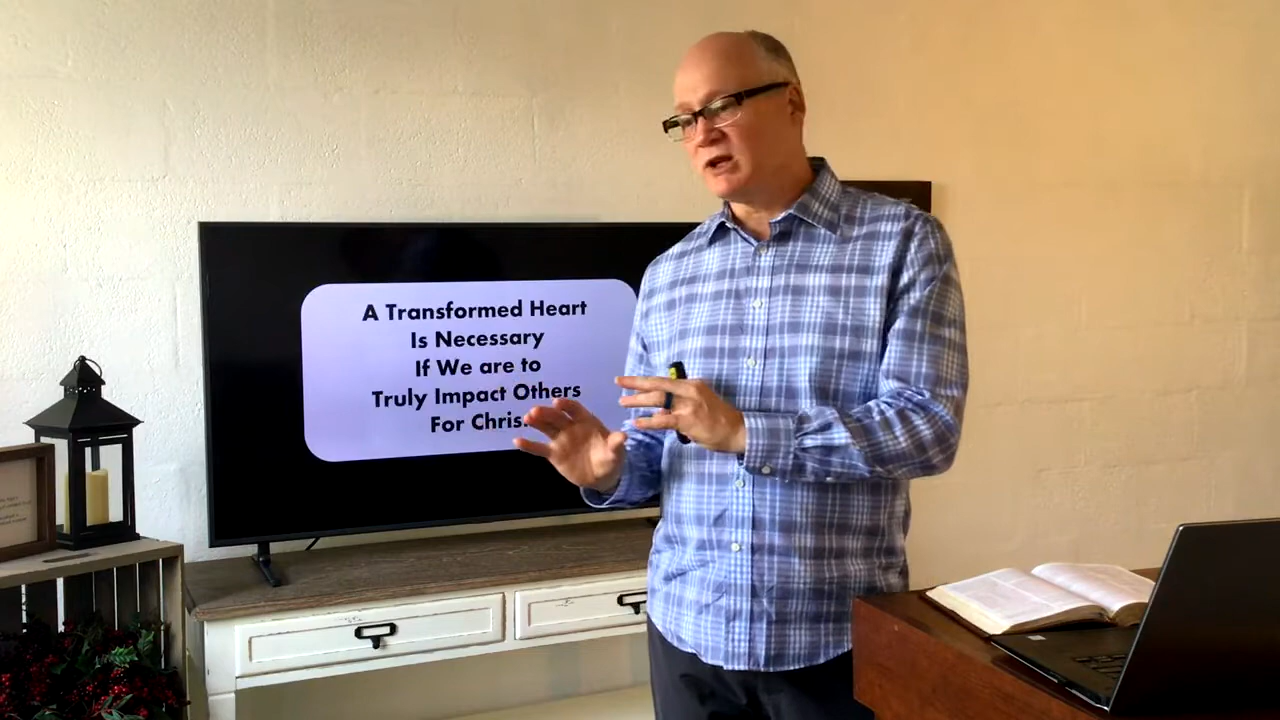 A Transformed Heart
Is Necessary
If We are to
Truly Impact Others
For Chris